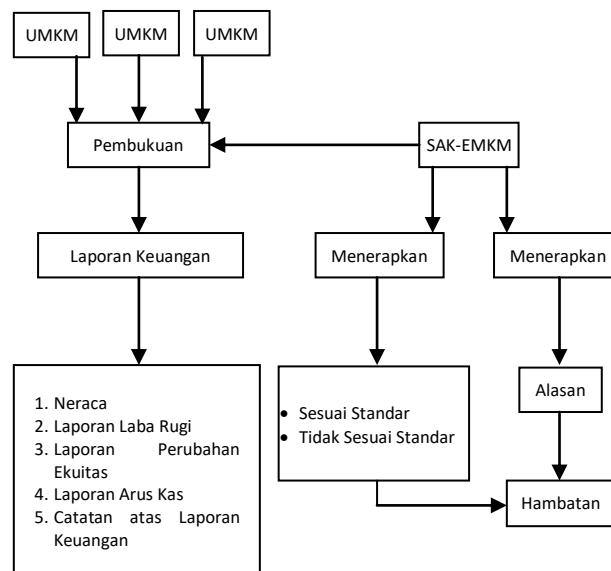 UMKM UMKM UMKM
Pembukuan
SAK-EMKM
Laporan Keuangan
Menerapkan
Menerapkan
1. Neraca
2. Laporan Laba Rugi
3. Laporan Perubahan
Ekuitas
4. Laporan Arus Kas
5. Catatan atas Laporan
Keuangan
• Sesuai Standar
• Tidak Sesuai Standar
Alasan
Hambatan